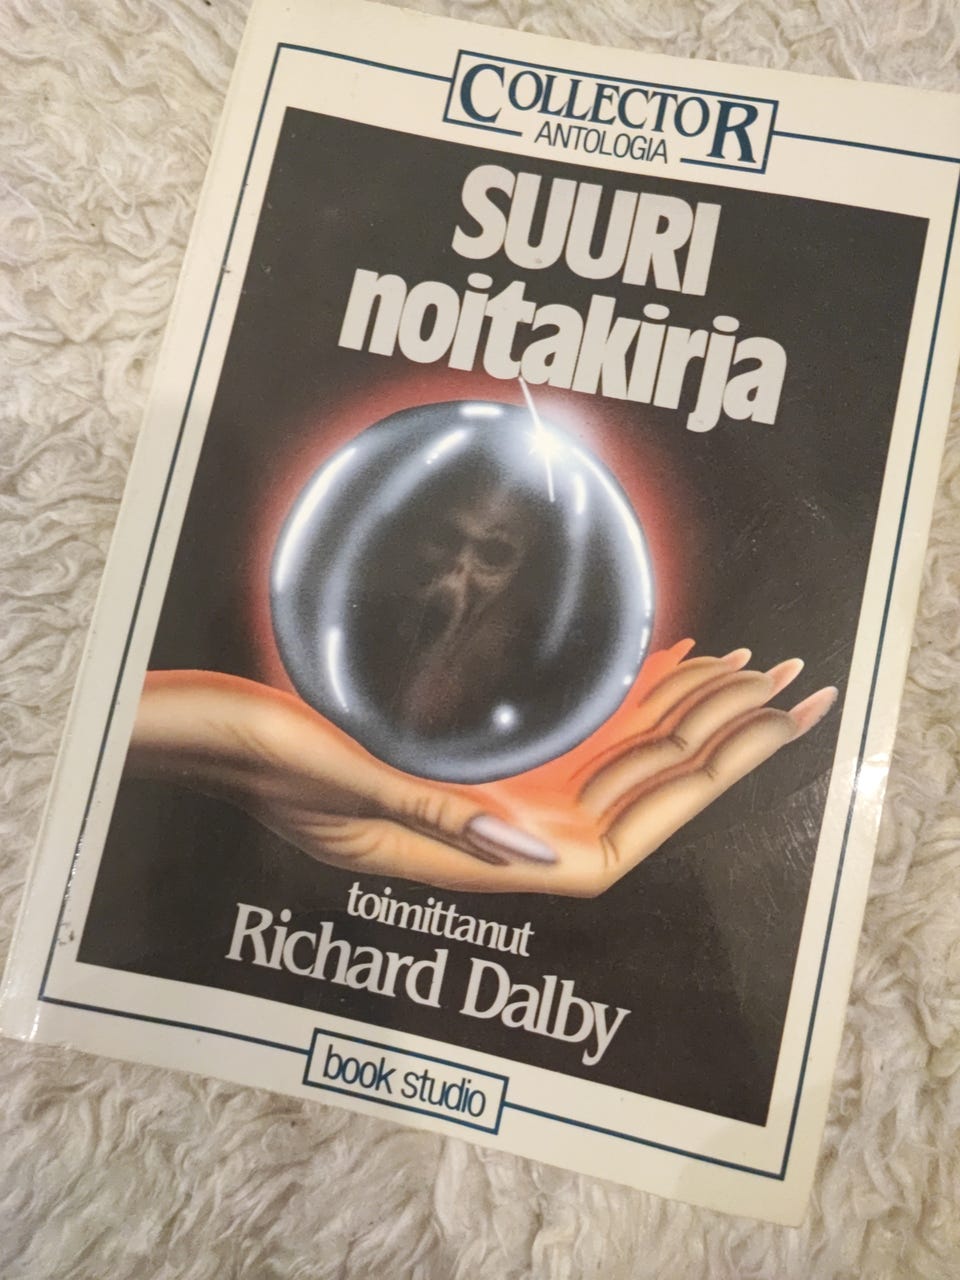 COLLECTOR
ANTOLOGIA
SUURI
noitakirja
toimittanut
Richard Dalby
book studio